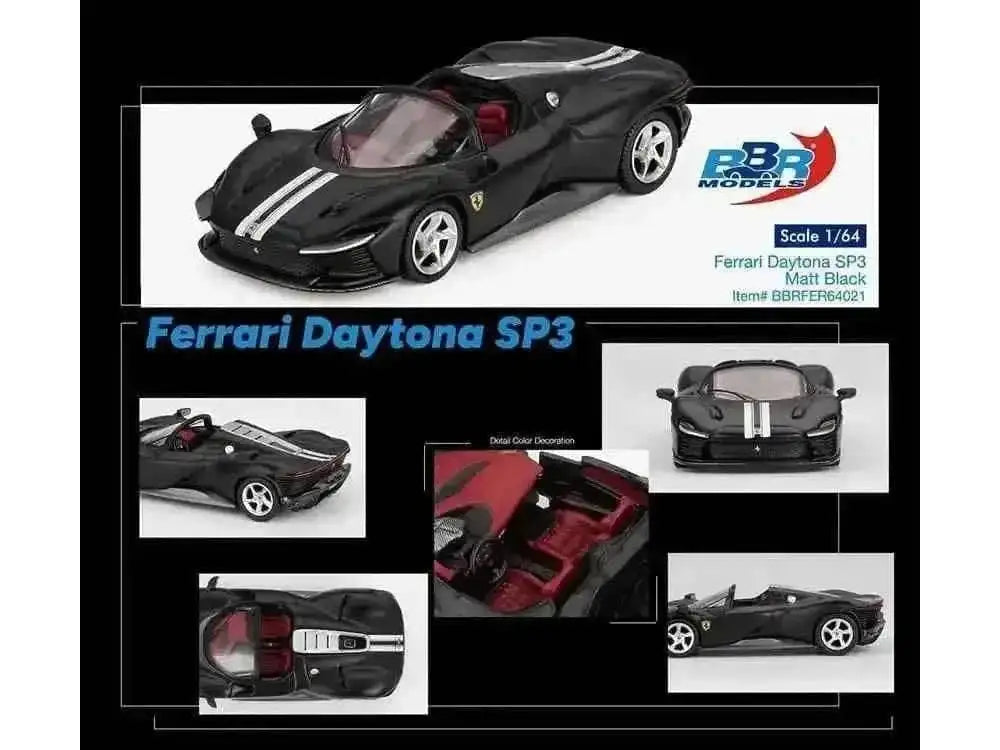 BBR
MODELS
Scale 1/64
Ferrari Daytona SP3
Matt Black
Item# BBRFER64021
Ferrari Daytona SP3
Detail Color Decoration